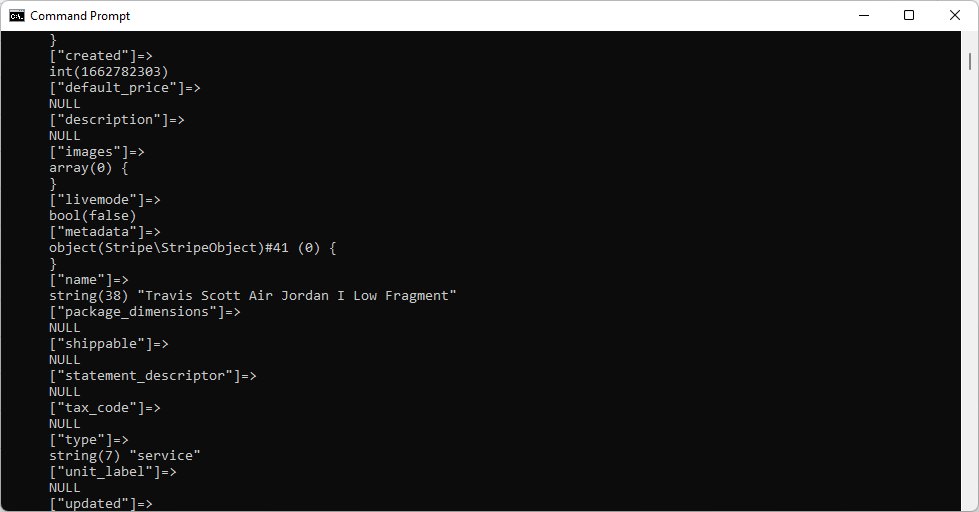 Command Prompt
}
["created"]=>
int(1662782303)
["default_price"]=>
NULL
["description"]=>
NULL
["images"]=>
array(0) {
}
["livemode"]=>
bool(false)
["metadata"]=>
object(Stripe\StripeObject)#41 (0) {
}
["name"]=>
string(38) "Travis Scott Air Jordan I Low Fragment"
["package_dimensions"]=>
NULL
["shippable"]=>
NULL
["statement_descriptor"]=>
NULL
["tax_code"]=>
NULL
["type"]=>
string(7) "service"
["unit_label"]=>
NULL
["updated"]=>